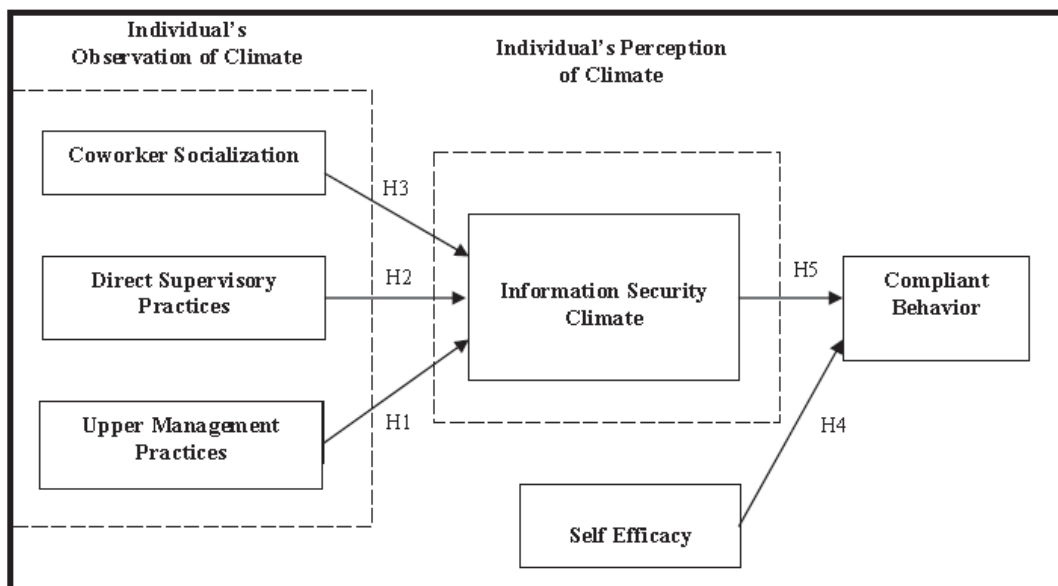 Individual's
Observation of Climate
Individual's Perception
of Climate
Coworker Socialization
H3
Direct Supervisory
Practices
H2
Information Security
Climate
H5
Compliant
Behavior
Upper Management
Practices
H1
H4
Self Efficacy